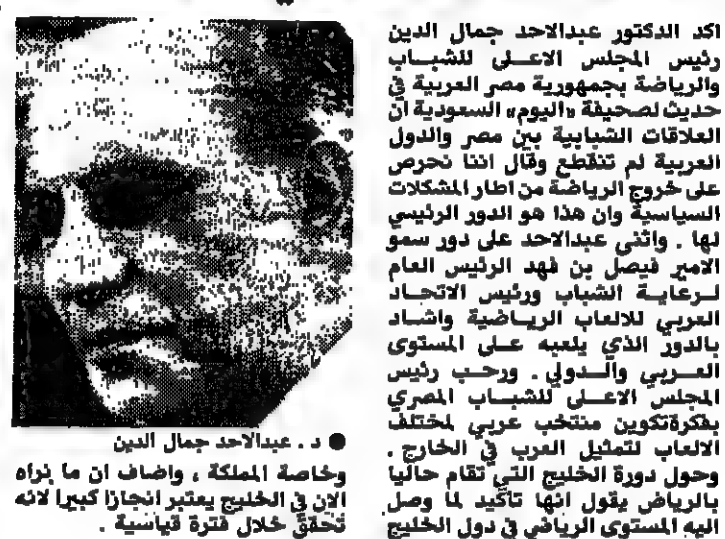 اكد الدكتور عبدالاحد جمال الدين
رئيس المجلس الاعلى للشباب
والرياضة بجمهورية مصر العربية في
حديث لصحيفة «اليوم» السعودية ان
العلاقات الشبابية بين مصر والدول
العربية لم تنقطع وقال اننا نحرص
على خروج الرياضة من اطار المشكلات
السياسية وان هذا هو الدور الرئيسي
لها . واثنى عبدالاحد على دور سمو
الامير فيصل بن فهد الرئيس العام
لرعاية الشباب ورئيس الاتحاد
العربي للالعاب الرياضية واشاد
بالدور الذي يلعبه على المستوى
العربي والدولي . ورحب رئيس
المجلس الاعلى للشباب المصري
بفكرةتكوين منتخب عربي لمختلف
الالعاب لتمثيل العرب في الخارج .
وحول دورة الخليج التي تقام حاليا
بالرياض يقول انها تأكيد لما وصل
اليه المستوى الرياضي في دول الخليج
● د . عبدالاحد جمال الدين
وخاصة المملكة ، واضاف ان ما نراه
الان في الخليج يعتبر انجازا كبيرا لانه
تحقق خلال فترة قياسية .